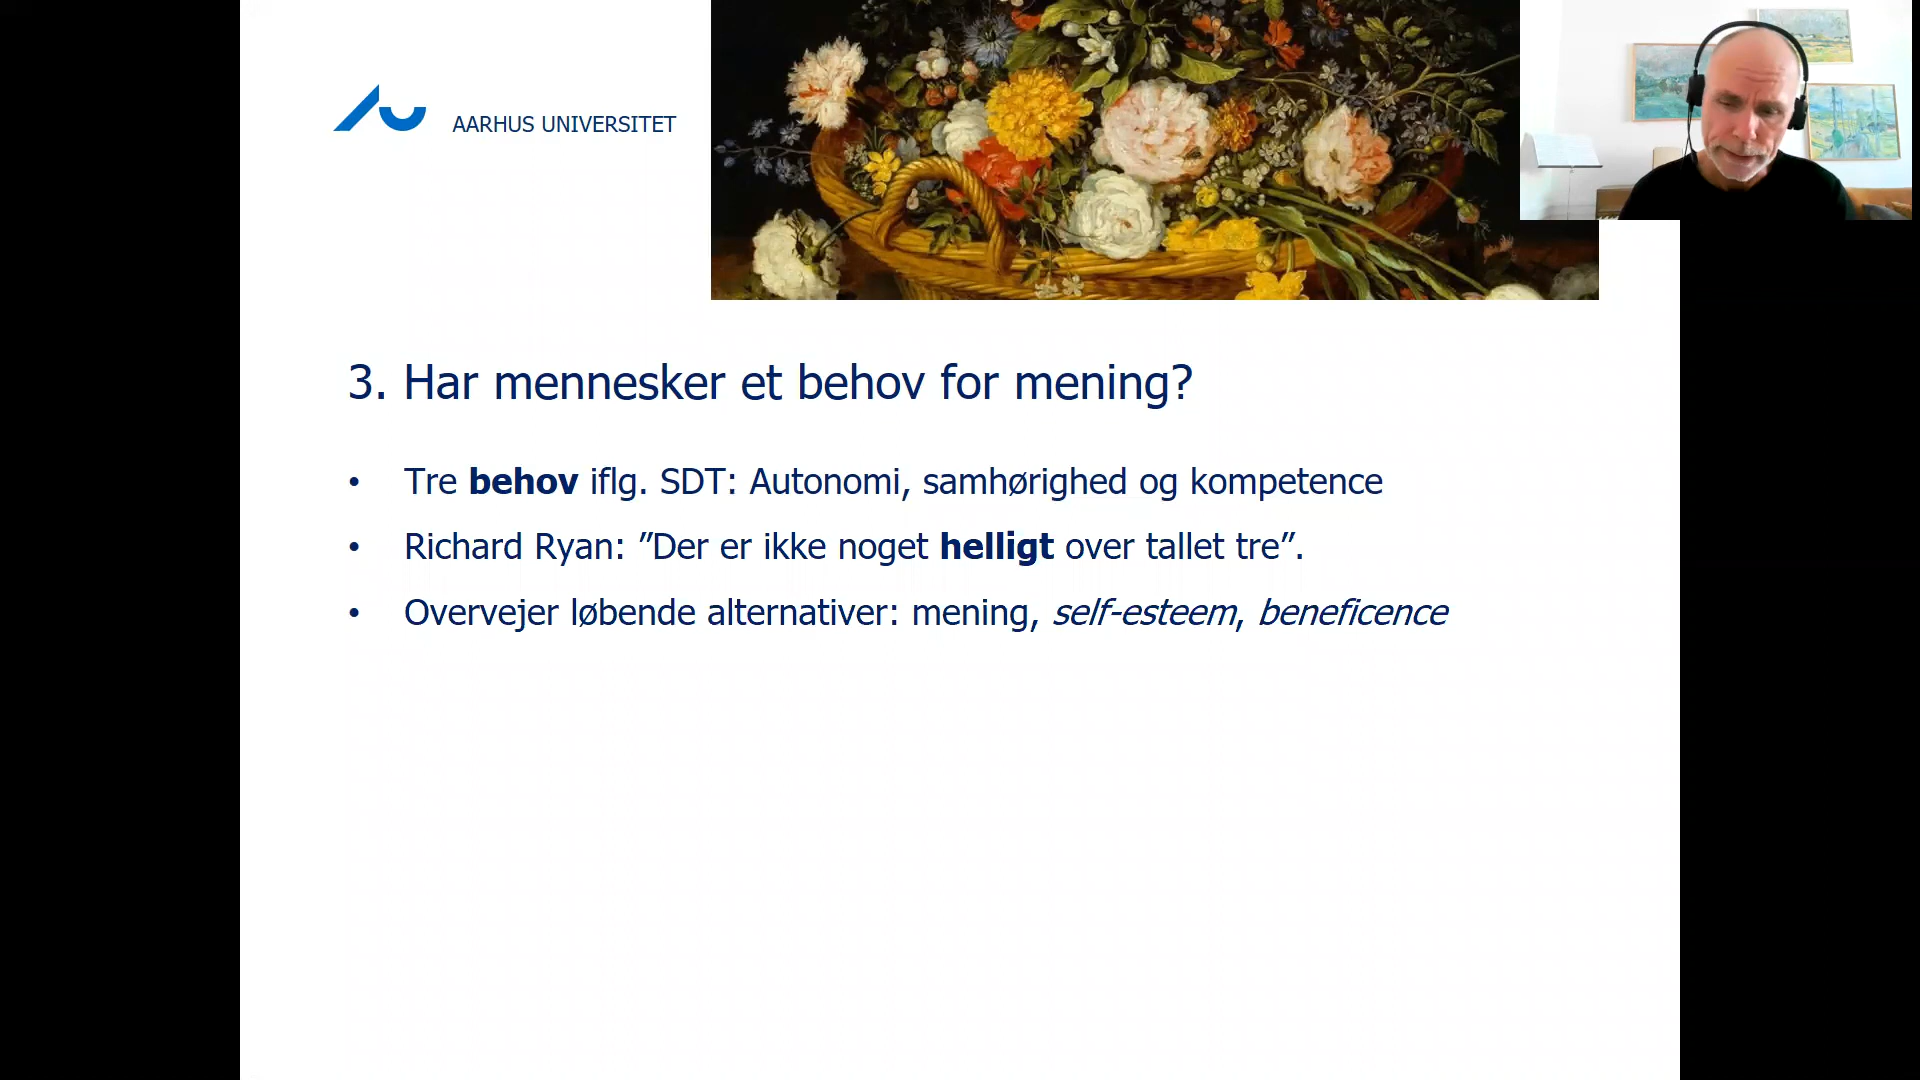 AARHUS UNIVERSITET
3. Har mennesker et behov for mening?
• Tre behov iflg. SDT: Autonomi, samhørighed og kompetence
• Richard Ryan: ”Der er ikke noget helligt over tallet tre”.
• Overvejer løbende alternativer: mening, self-esteem, beneficence